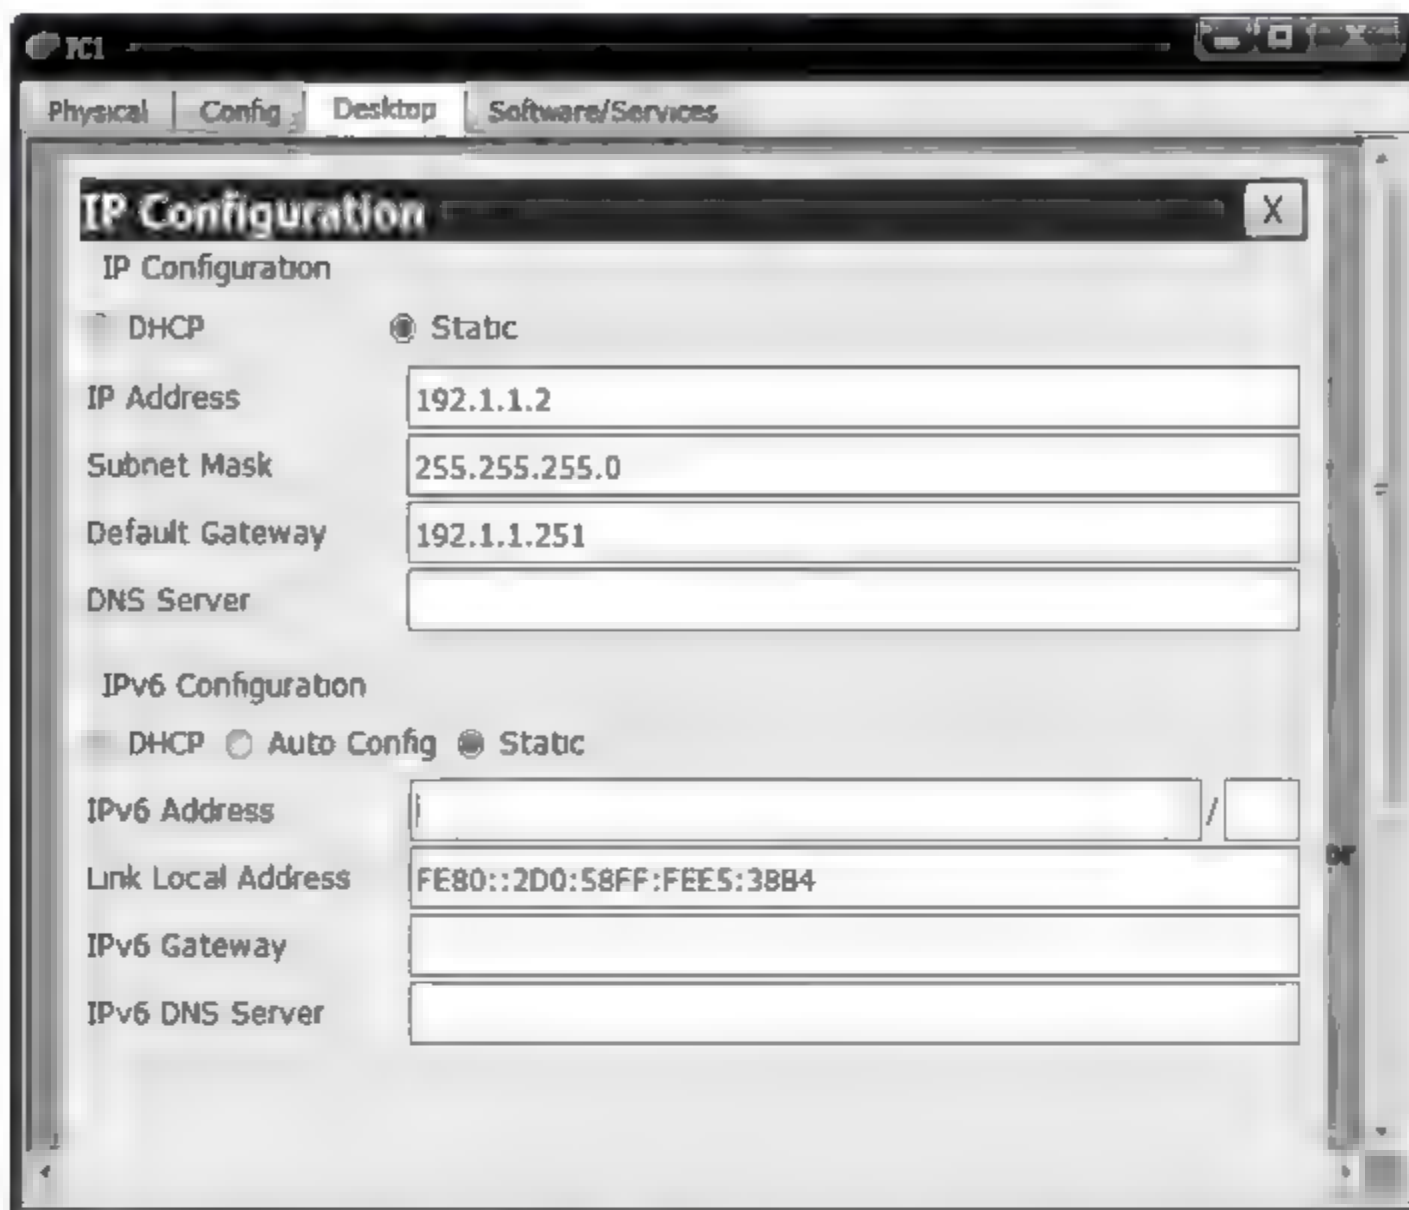 PC1
Physical Config Desktop Software/Services
IP Configuration X
IP Configuration
DHCP Static
IP Address 192.1.1.2
Subnet Mask 255.255.255.0
Default Gateway 192.1.1.251
DNS Server
IPv6 Configuration
DHCP Auto Config Static
IPv6 Address /
Link Local Address FE80::2D0:58FF:FEE5:3BB4
IPv6 Gateway
IPv6 DNS Server